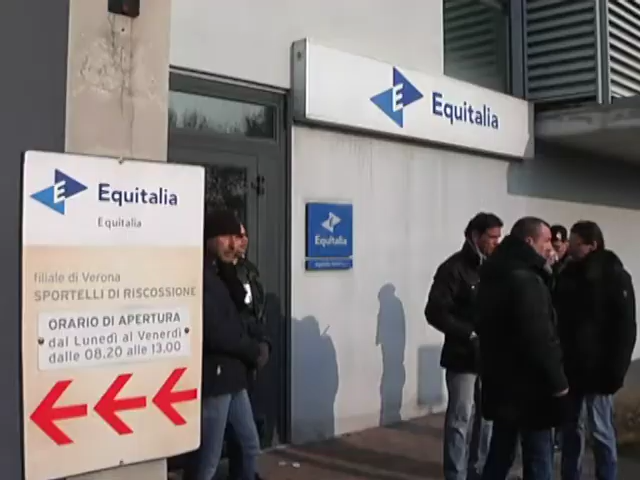 E Equitalia
Equitalia
filiale di Verona
SPORTELLI DI RISCOSSIONE
ORARIO DI APERTURA
dal Lunedì al Venerdì
dalle 08.20 alle 13.00
E Equitalia
Equitalia